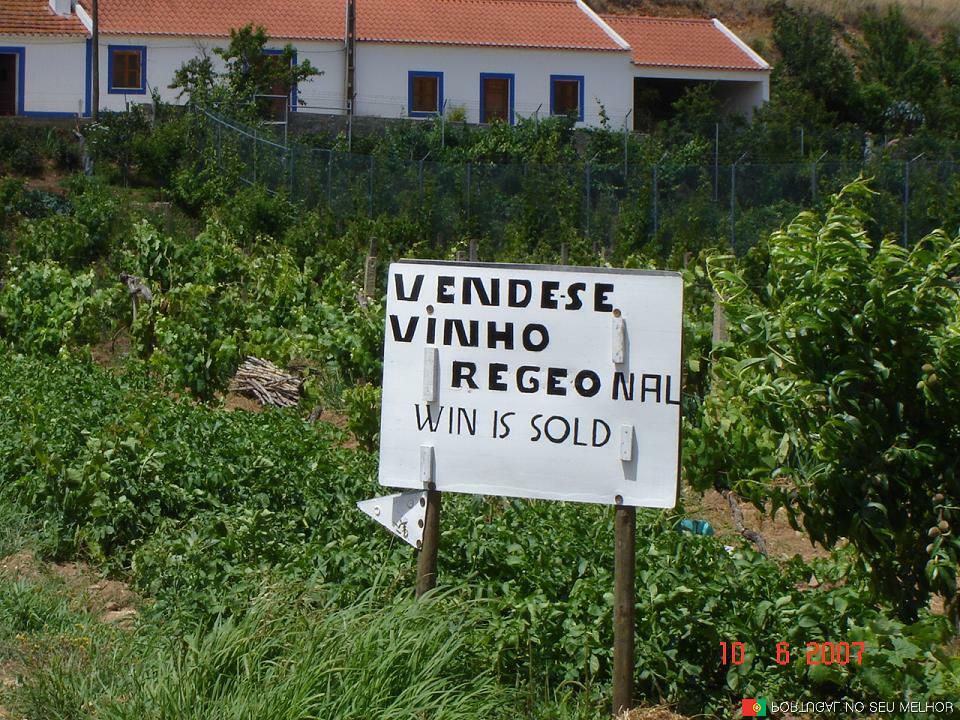 VENDE-SE
VINHO
REGEONAL
WIN IS SOLD
10 6 2007
PORTUGAL NO SEU MELHOR